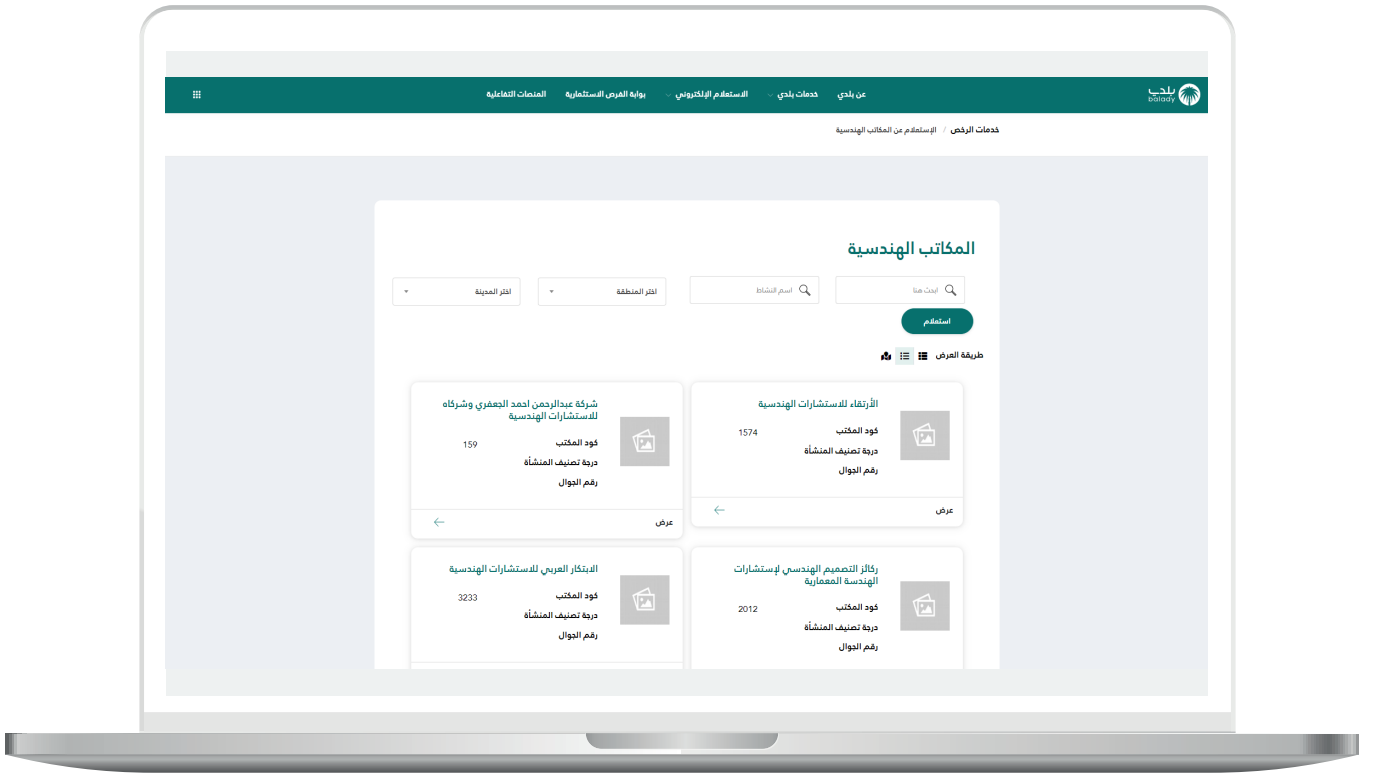 بلدي
balady
عن بلدي
خدمات بلدي
الاستعلام الإلكتروني
بوابة الفرص الاستثمارية
المنصات التفاعلية
خدمات الرخص / الإستعلام عن المكاتب الهندسية
المكاتب الهندسية
ابحث هنا
اسم النشاط
اختر المنطقة
اختر المدينة
استعلام
طريقة العرض
الأرتقاء للاستشارات الهندسية
كود المكتب 1574
درجة تصنيف المنشأة
رقم الجوال
عرض
شركة عبدالرحمن احمد الجعفري وشركاه
للاستشارات الهندسية
كود المكتب 159
درجة تصنيف المنشأة
رقم الجوال
عرض
ركائز التصميم الهندسي لإستشارات
الهندسة المعمارية
كود المكتب 2012
درجة تصنيف المنشأة
رقم الجوال
الابتكار العربي للاستشارات الهندسية
كود المكتب 3233
درجة تصنيف المنشأة
رقم الجوال